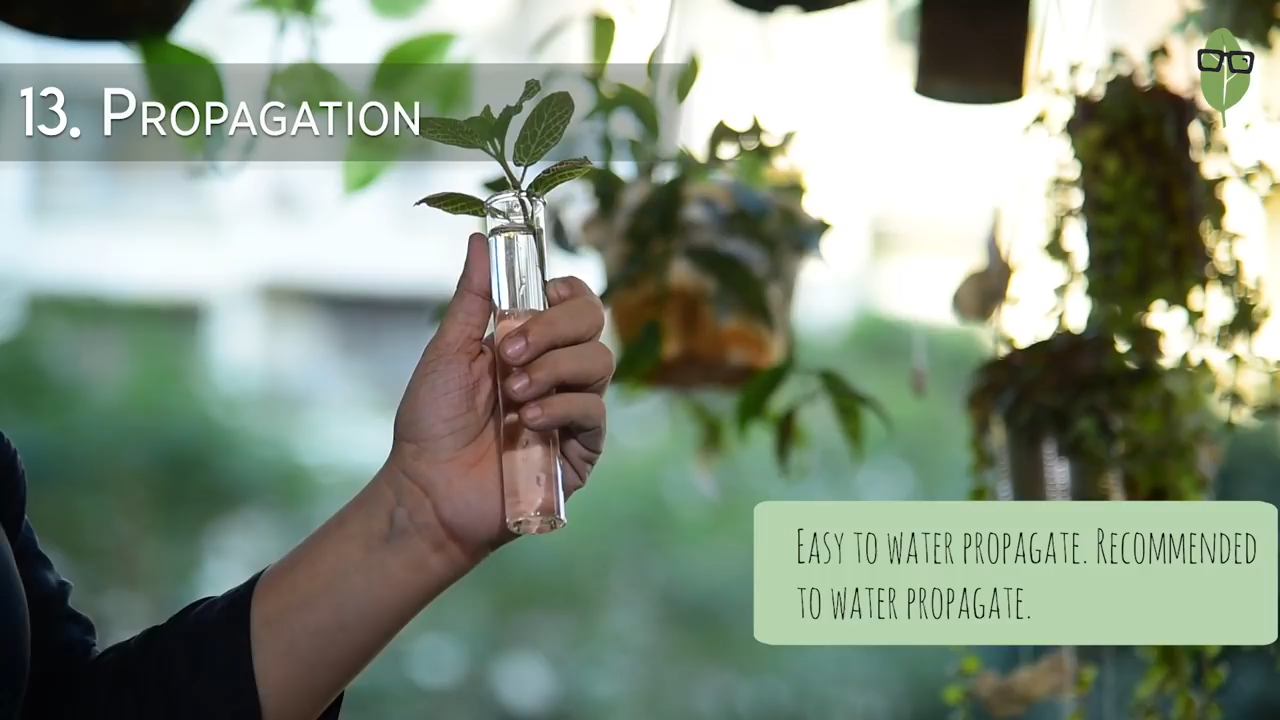 13. Propagation
Easy to water propagate. Recommended
to water propagate.